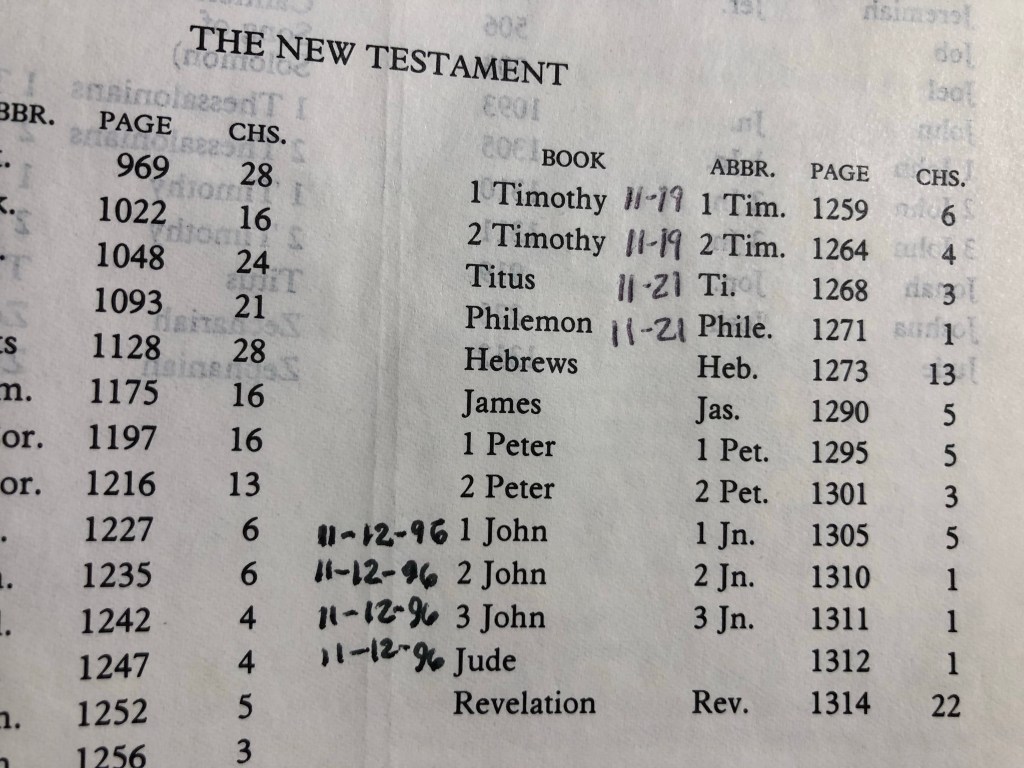 THE NEW TESTAMENT
BBR. PAGE CHS.
969 28
1022 16
1048 24
1093 21
ts 1128 28
m. 1175 16
or. 1197 16
or. 1216 13
1227 6
1235 6
1242 4
1247 4
1252 5
1256 3
BOOK ABBR. PAGE CHS.
1 Timothy 11-19 1 Tim. 1259 6
2 Timothy 11-19 2 Tim. 1264 4
Titus 11-21 Ti. 1268 3
Philemon 11-21 Phile. 1271 1
Hebrews Heb. 1273 13
James Jas. 1290 5
1 Peter 1 Pet. 1295 5
2 Peter 2 Pet. 1301 3
11-12-96 1 John 1 Jn. 1305 5
11-12-96 2 John 2 Jn. 1310 1
11-12-96 3 John 3 Jn. 1311 1
11-12-96 Jude 1312 1
Revelation Rev. 1314 22